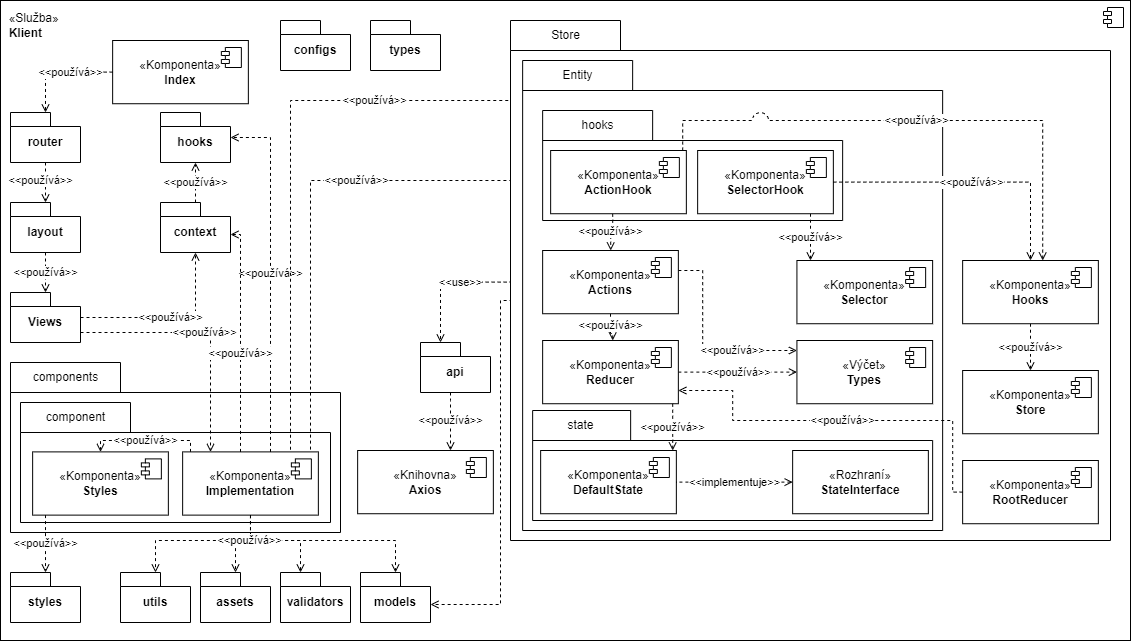 «Služba»
Klient
«Komponenta»
Index
configs
types
Store
Entity
<<používá>>
<<používá>>
router
hooks
hooks
<<používá>>
«Komponenta»
ActionHook
«Komponenta»
SelectorHook
<<používá>>
<<používá>>
<<používá>>
<<používá>>
layout
context
<<používá>>
<<používá>>
<<používá>>
<<používá>>
<<use>>
«Komponenta»
Actions
«Komponenta»
Selector
«Komponenta»
Hooks
Views
<<používá>>
<<používá>>
<<používá>>
<<používá>>
<<používá>>
<<používá>>
components
api
«Komponenta»
Reducer
<<používá>>
«Výčet»
Types
«Komponenta»
Store
component
<<používá>>
<<používá>>
state
<<používá>>
<<používá>>
«Komponenta»
Styles
«Komponenta»
Implementation
«Knihovna»
Axios
«Komponenta»
DefaultState
<<implementuje>>
«Rozhraní»
StateInterface
«Komponenta»
RootReducer
<<používá>>
<<používá>>
styles
utils
assets
validators
models